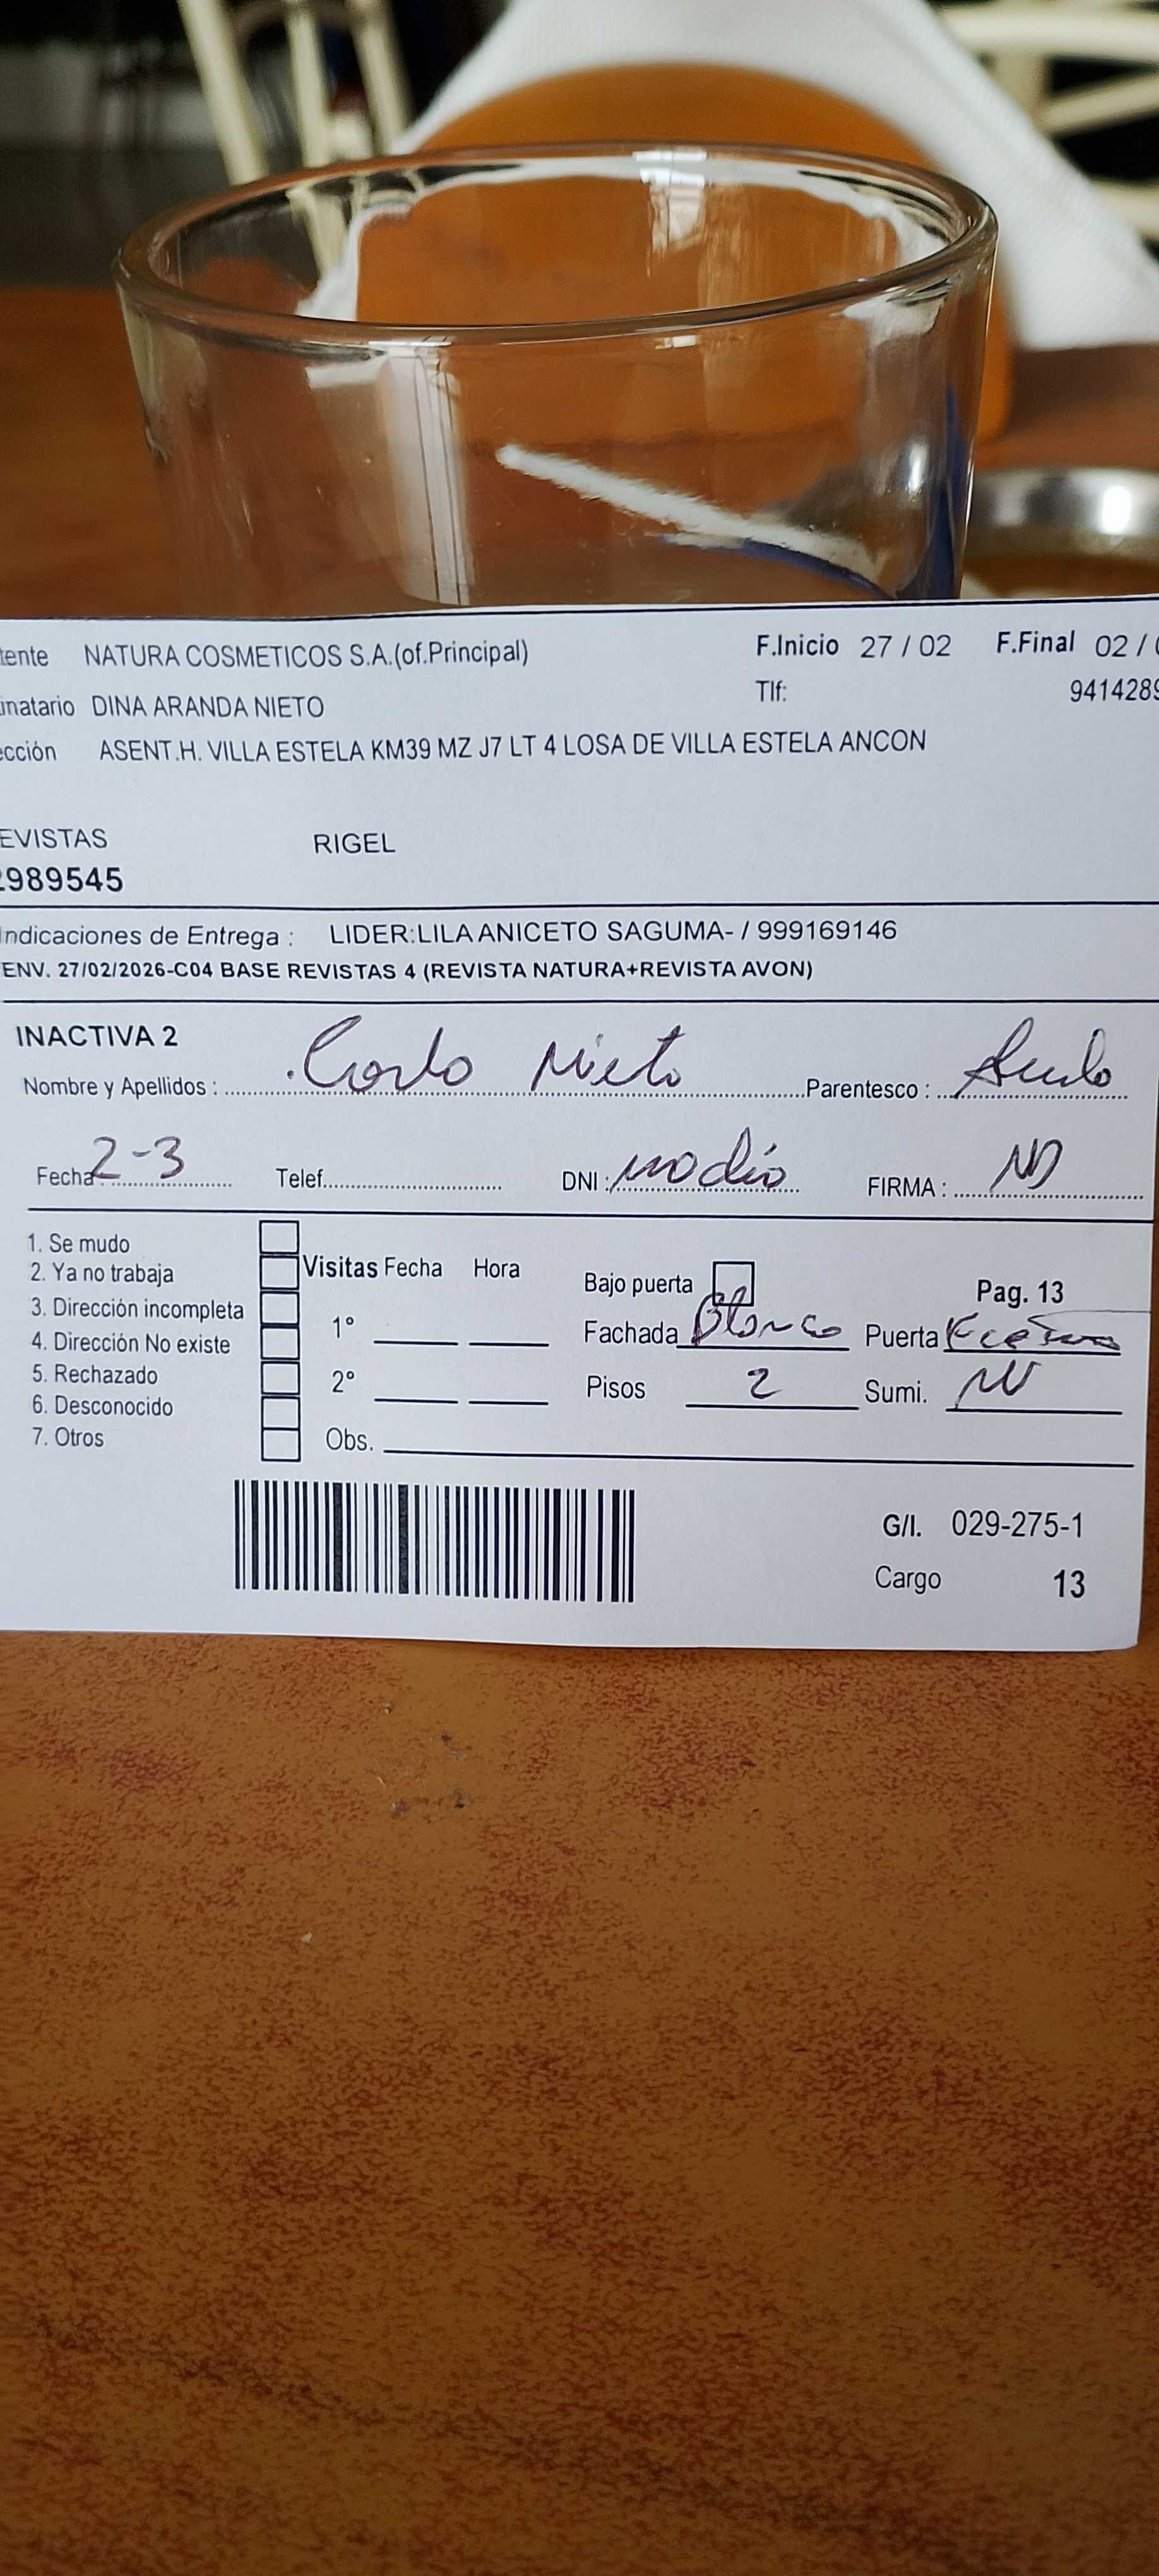 tente NATURA COSMETICOS S.A.(of.Principal) F.Inicio 27 / 02 F.Final 02 /
inatario DINA ARANDA NIETO Tlf: 9414289
ección ASENT.H. VILLA ESTELA KM39 MZ J7 LT 4 LOSA DE VILLA ESTELA ANCON
EVISTAS RIGEL
2989545
Indicaciones de Entrega : LIDER:LILA ANICETO SAGUMA- / 999169146
ENV. 27/02/2026-C04 BASE REVISTAS 4 (REVISTA NATURA+REVISTA AVON)
INACTIVA 2
Nombre y Apellidos : Nieto Parentesco :
Fecha: 2-3 Telef. DNI: no dio FIRMA :
1. Se mudo
2. Ya no trabaja Visitas Fecha Hora Bajo puerta Pag. 13
3. Dirección incompleta 1° Fachada Blanco Puerta
4. Dirección No existe
5. Rechazado 2° Pisos 2 Sumi.
6. Desconocido
7. Otros Obs.
G/I. 029-275-1
Cargo 13